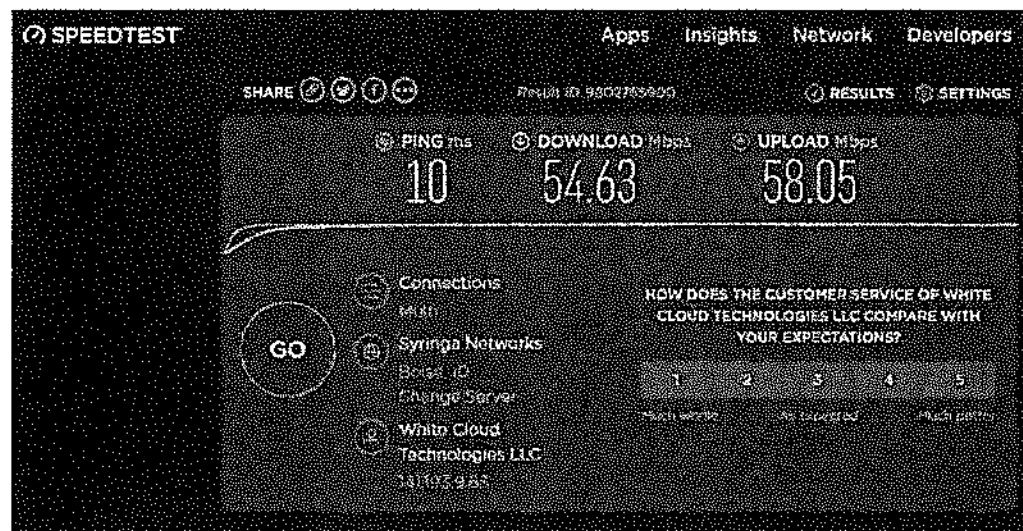 SPEEDTEST
Apps Insights Network Developers
SHARE
RESULTS SETTINGS
PING ms DOWNLOAD Mbps UPLOAD Mbps
10 54.63 58.05
Connections
Multi
GO
Syringa Networks
Boise, ID
Change Server
White Cloud
Technologies LLC
HOW DOES THE CUSTOMER SERVICE OF WHITE
CLOUD TECHNOLOGIES LLC COMPARE WITH
YOUR EXPECTATIONS?
1 2 3 4 5
Much worse As expected Much better